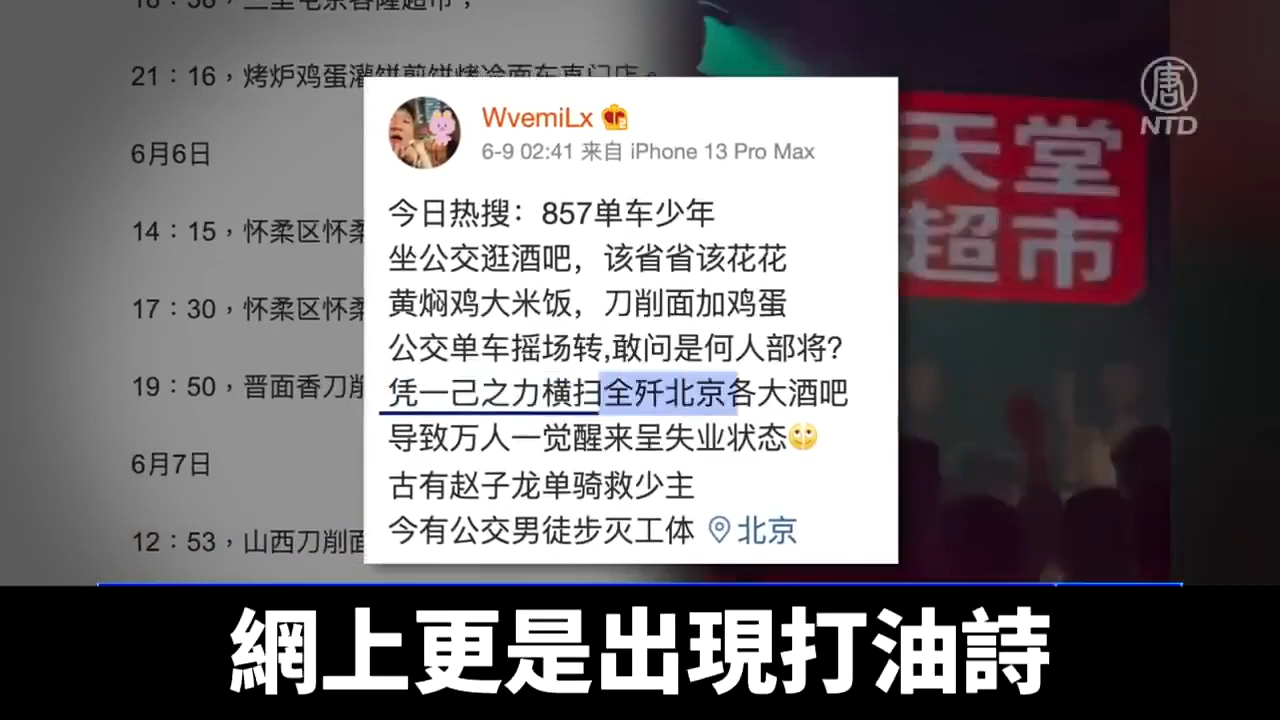 18：58，
21：16，烤炉鸡蛋灌饼煎饼烤冷面车直门店。
6月6日
14：15，怀柔区怀柔
17：30，怀柔区怀柔
19：50，晋面香刀削
6月7日
12：53，山西刀削面
WvemiLx
6-9 02:41 来自 iPhone 13 Pro Max
今日热搜：857单车少年
坐公交逛酒吧，该省省该花花
黄焖鸡大米饭，刀削面加鸡蛋
公交单车摇场转,敢问是何人部将?
凭一己之力横扫全歼北京各大酒吧
导致万人一觉醒来呈失业状态🙄
古有赵子龙单骑救少主
今有公交男徒步灭工体 北京
唐
NTD
天堂
超市
網上更是出現打油詩